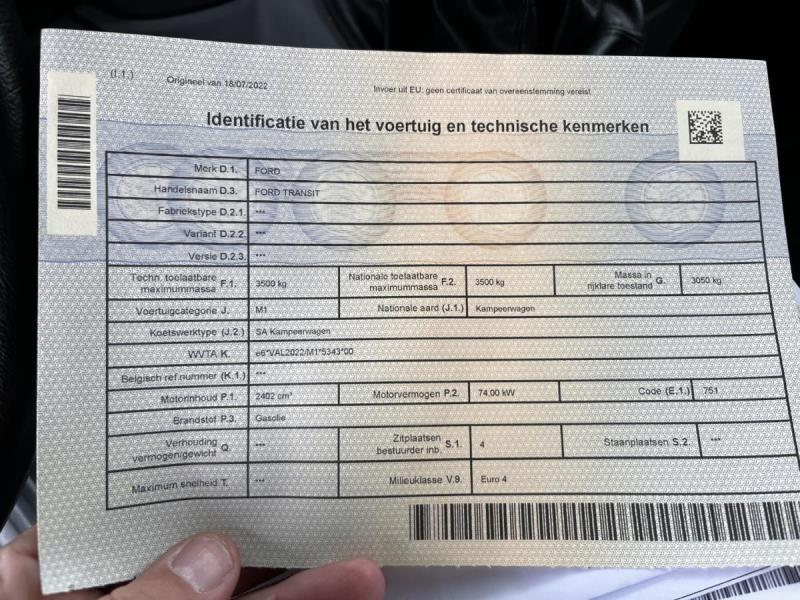 (I.1.)
Origineel van 18/07/2022
Invoer uit EU: geen certificaat van overeenstemming vereist
Identificatie van het voertuig en technische kenmerken
Merk D.1. FORD
Handelsnaam D.3. FORD TRANSIT
Fabriekstype D.2.1. ***
Variant D.2.2. ***
Versie D.2.3. ***
Techn. toelaatbare maximummassa F.1. 3500 kg Nationale toelaatbare maximummassa F.2. 3500 kg Massa in rijklare toestand G. 3050 kg
Voertuigcategorie J. M1 Nationale aard (J.1.) Kampeerwagen
Koetswerktype (J.2.) SA Kampeerwagen
WVTA K. e6*VAL2022/M1*5343*00
Belgisch ref.nummer (K.1.) ***
Motorinhoud P.1. 2402 cm³ Motorvermogen P.2. 74,00 kW Code (E.1.) 751
Brandstof P.3. Gasolie
Verhouding vermogen/gewicht Q. *** Zitplaatsen bestuurder inb. S.1. 4 Staanplaatsen S.2. ***
Maximum snelheid T. *** Milieuklasse V.9. Euro 4